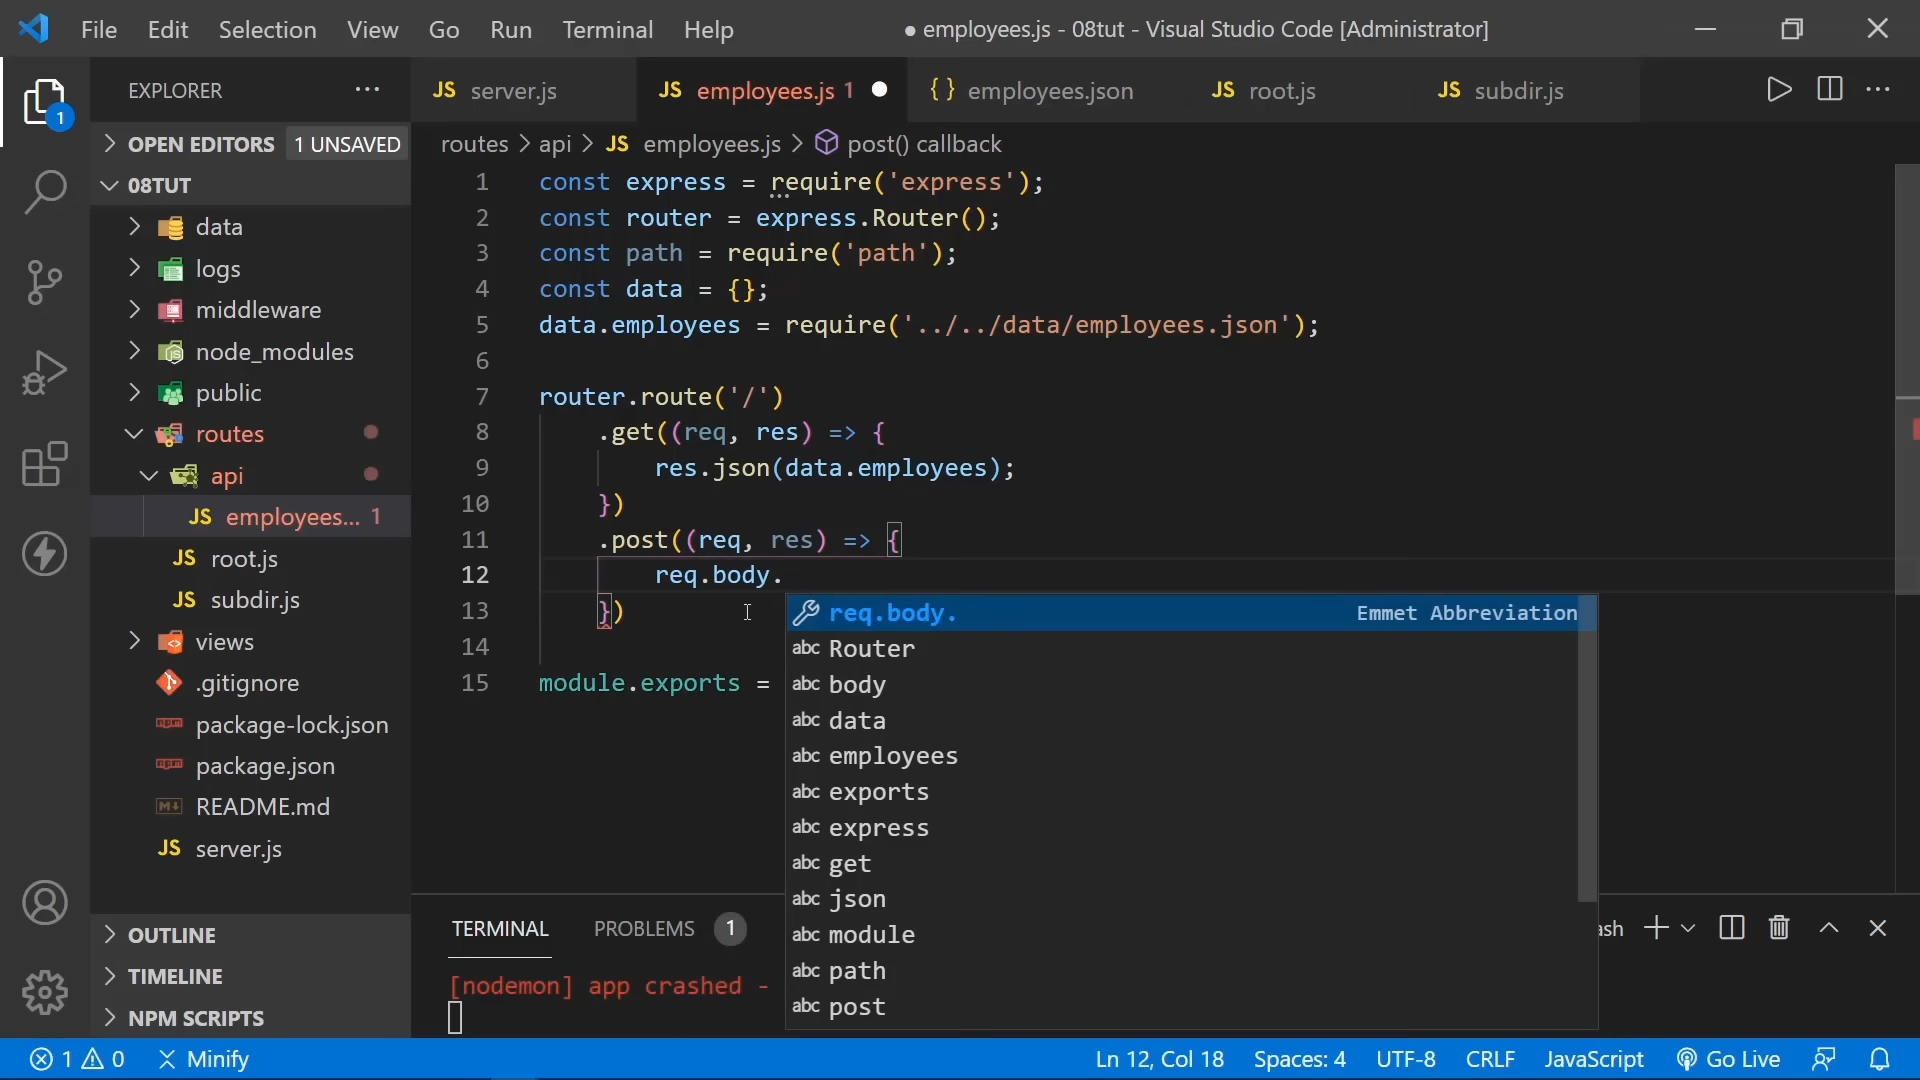 File Edit Selection View Go Run Terminal Help
● employees.js - 08tut - Visual Studio Code [Administrator]
EXPLORER ···
1
OPEN EDITORS 1 UNSAVED
08TUT
data
logs
middleware
node_modules
public
routes
api
JS employees... 1
JS root.js
JS subdir.js
views
.gitignore
package-lock.json
package.json
README.md
JS server.js
OUTLINE
TIMELINE
NPM SCRIPTS
JS server.js
JS employees.js 1 ●
{ } employees.json
JS root.js
JS subdir.js
routes > api > JS employees.js > post() callback
1 const express = require('express');
2 const router = express.Router();
3 const path = require('path');
4 const data = {};
5 data.employees = require('../../data/employees.json');
6
7 router.route('/')
8 .get((req, res) => {
9 res.json(data.employees);
10 })
11 .post((req, res) => {
12 req.body.
13 })
14
15 module.exports =
req.body. Emmet Abbreviation
abc Router
abc body
abc data
abc employees
abc exports
abc express
abc get
abc json
abc module
abc path
abc post
TERMINAL PROBLEMS 1
ash
[nodemon] app crashed -
1 0 Minify
Ln 12, Col 18 Spaces: 4 UTF-8 CRLF JavaScript Go Live